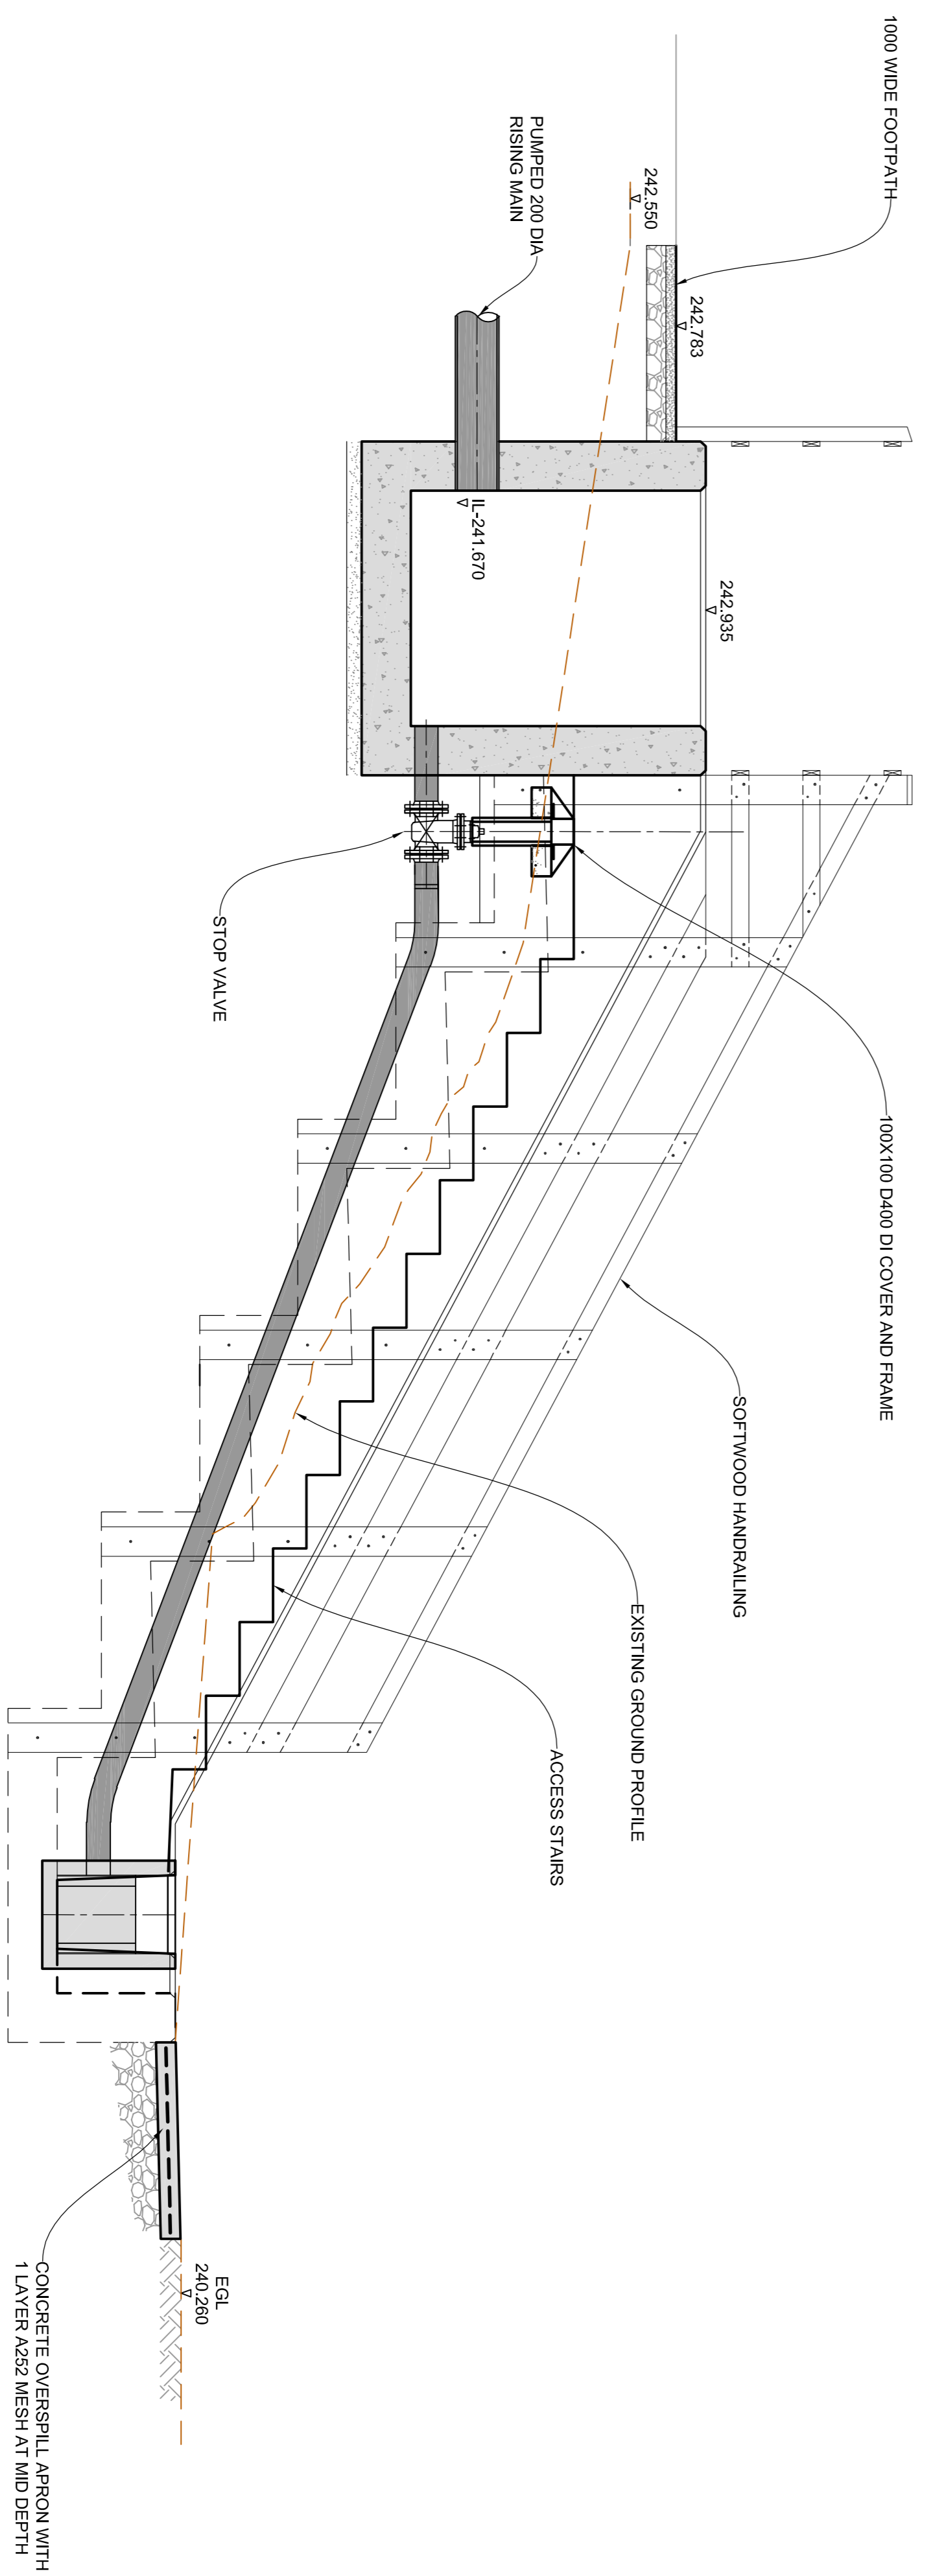 1000 WIDE FOOTPATH
242.783
242.550
PUMPED 200 DIA
RISING MAIN
IL-241.670
242.935
STOP VALVE
100X100 D400 DI COVER AND FRAME
SOFTWOOD HANDRAILING
EXISTING GROUND PROFILE
ACCESS STAIRS
EGL
240.260
CONCRETE OVERSPILL APRON WITH
1 LAYER A252 MESH AT MID DEPTH